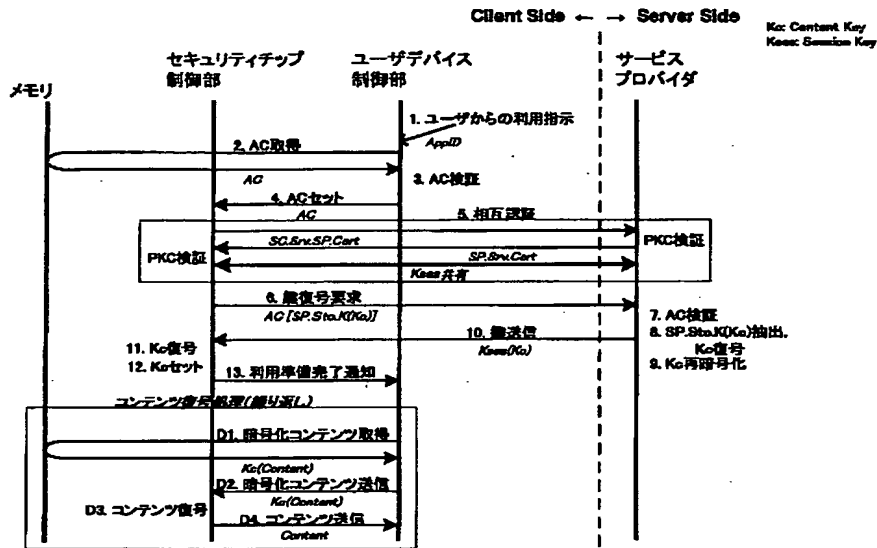 Client Side ← → Server Side
Kc: Content Key
Kses: Session Key
メモリ
セキュリティチップ
制御部
ユーザデバイス
制御部
サービス
プロバイダ
1. ユーザからの利用指示
AppID
2. AC取得
AC
3. AC検証
4. ACセット
AC
5. 相互認証
PKC検証
SC.Srv.SP.Cert
SP.Srv.Cert
Kses共有
PKC検証
6. 鍵復号要求
AC [SP.Sto.K(Kc)]
7. AC検証
8. SP.Sto.K(Kc)抽出,
Kc復号
9. Kc再暗号化
10. 鍵送信
Kses(Kc)
11. Kc復号
12. Kcセット
13. 利用準備完了通知
コンテンツ復号処理(繰り返し)
D1. 暗号化コンテンツ取得
Kc(Content)
D2. 暗号化コンテンツ送信
Kc(Content)
D3. コンテンツ復号
D4. コンテンツ送信
Content